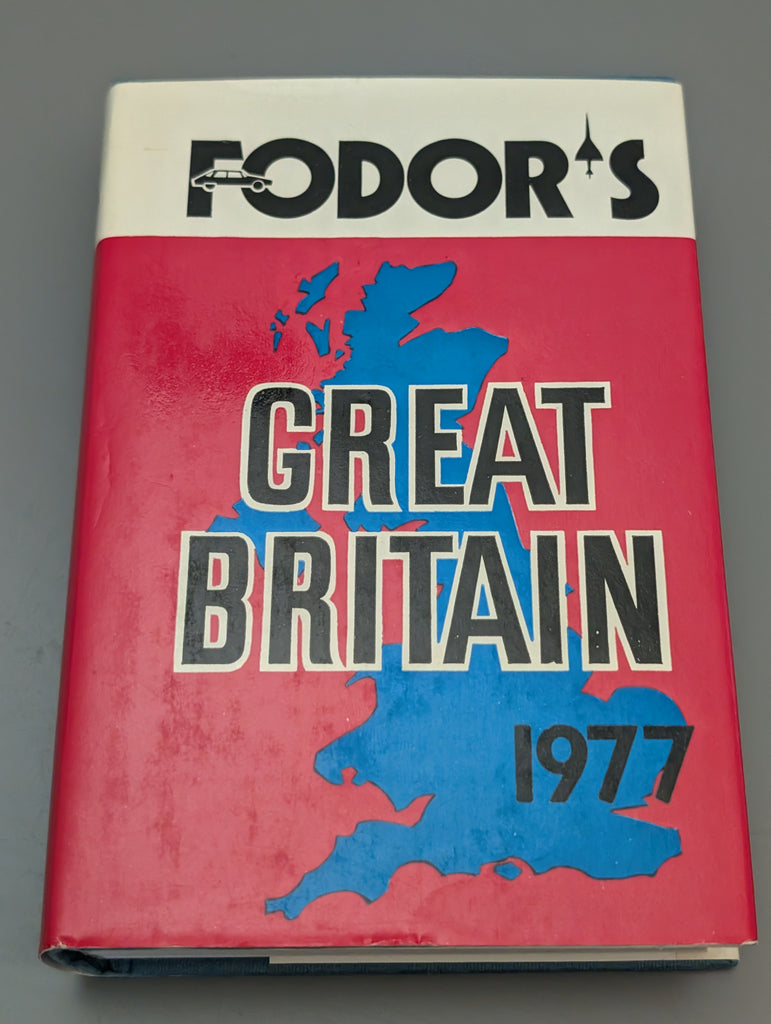 FODOR'S
GREAT
BRITAIN
1977